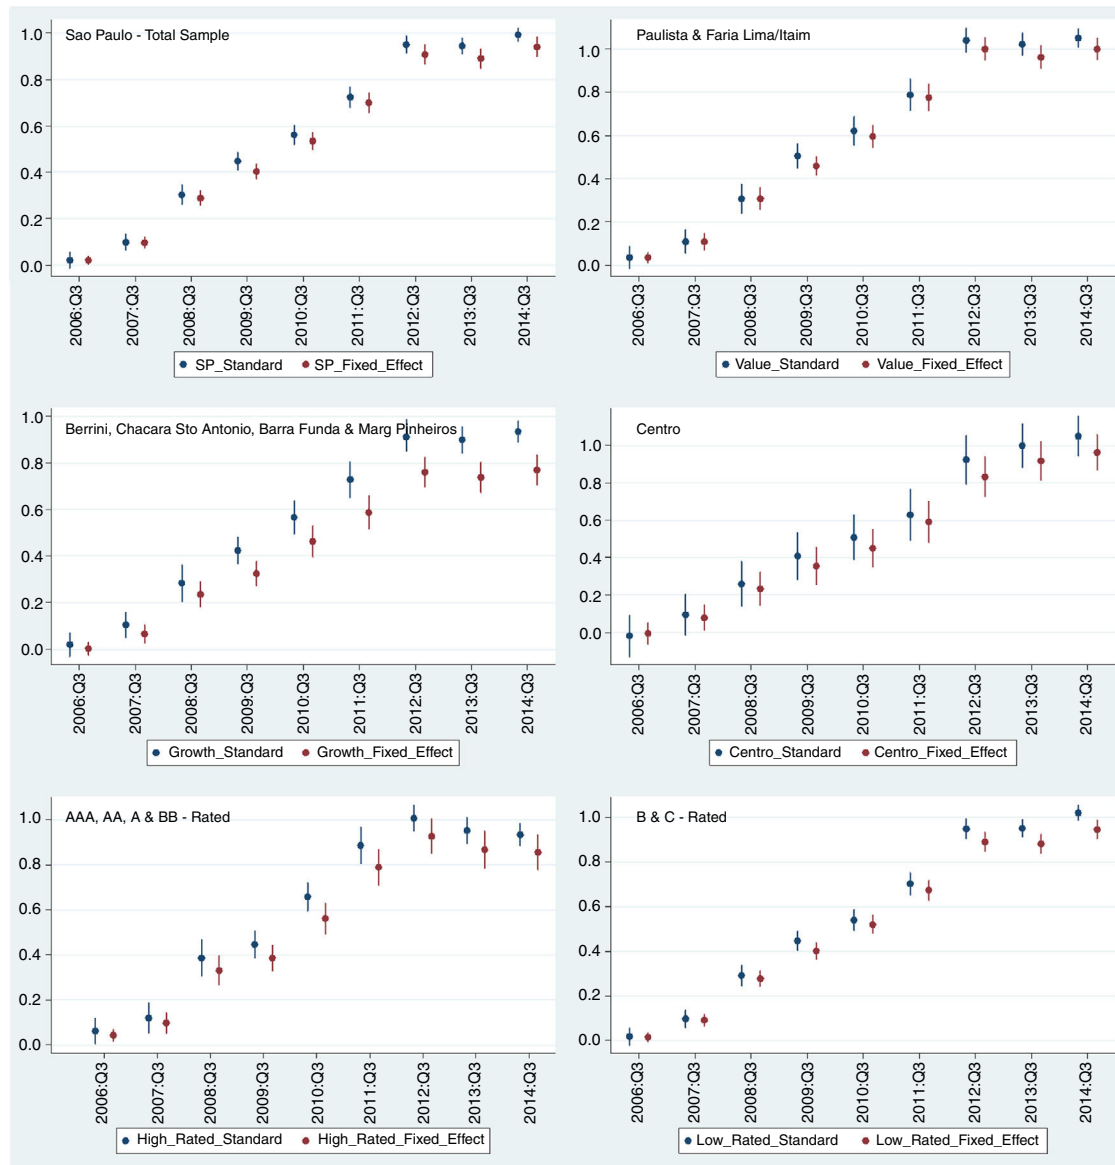 Sao Paulo - Total Sample
1.0
0.8
0.6
0.4
0.2
0.0
2006:Q3
2007:Q3
2008:Q3
2009:Q3
2010:Q3
2011:Q3
2012:Q3
2013:Q3
2014:Q3
SP_Standard SP_Fixed_Effect
Paulista & Faria Lima/Itaim
1.0
0.8
0.6
0.4
0.2
0.0
2006:Q3
2007:Q3
2008:Q3
2009:Q3
2010:Q3
2011:Q3
2012:Q3
2013:Q3
2014:Q3
Value_Standard Value_Fixed_Effect
Berrini, Chacara Sto Antonio, Barra Funda & Marg Pinheiros
1.0
0.8
0.6
0.4
0.2
0.0
2006:Q3
2007:Q3
2008:Q3
2009:Q3
2010:Q3
2011:Q3
2012:Q3
2013:Q3
2014:Q3
Growth_Standard Growth_Fixed_Effect
Centro
1.0
0.8
0.6
0.4
0.2
0.0
2006:Q3
2007:Q3
2008:Q3
2009:Q3
2010:Q3
2011:Q3
2012:Q3
2013:Q3
2014:Q3
Centro_Standard Centro_Fixed_Effect
AAA, AA, A & BB - Rated
1.0
0.8
0.6
0.4
0.2
0.0
2006:Q3
2007:Q3
2008:Q3
2009:Q3
2010:Q3
2011:Q3
2012:Q3
2013:Q3
2014:Q3
High_Rated_Standard High_Rated_Fixed_Effect
B & C - Rated
1.0
0.8
0.6
0.4
0.2
0.0
2006:Q3
2007:Q3
2008:Q3
2009:Q3
2010:Q3
2011:Q3
2012:Q3
2013:Q3
2014:Q3
Low_Rated_Standard Low_Rated_Fixed_Effect